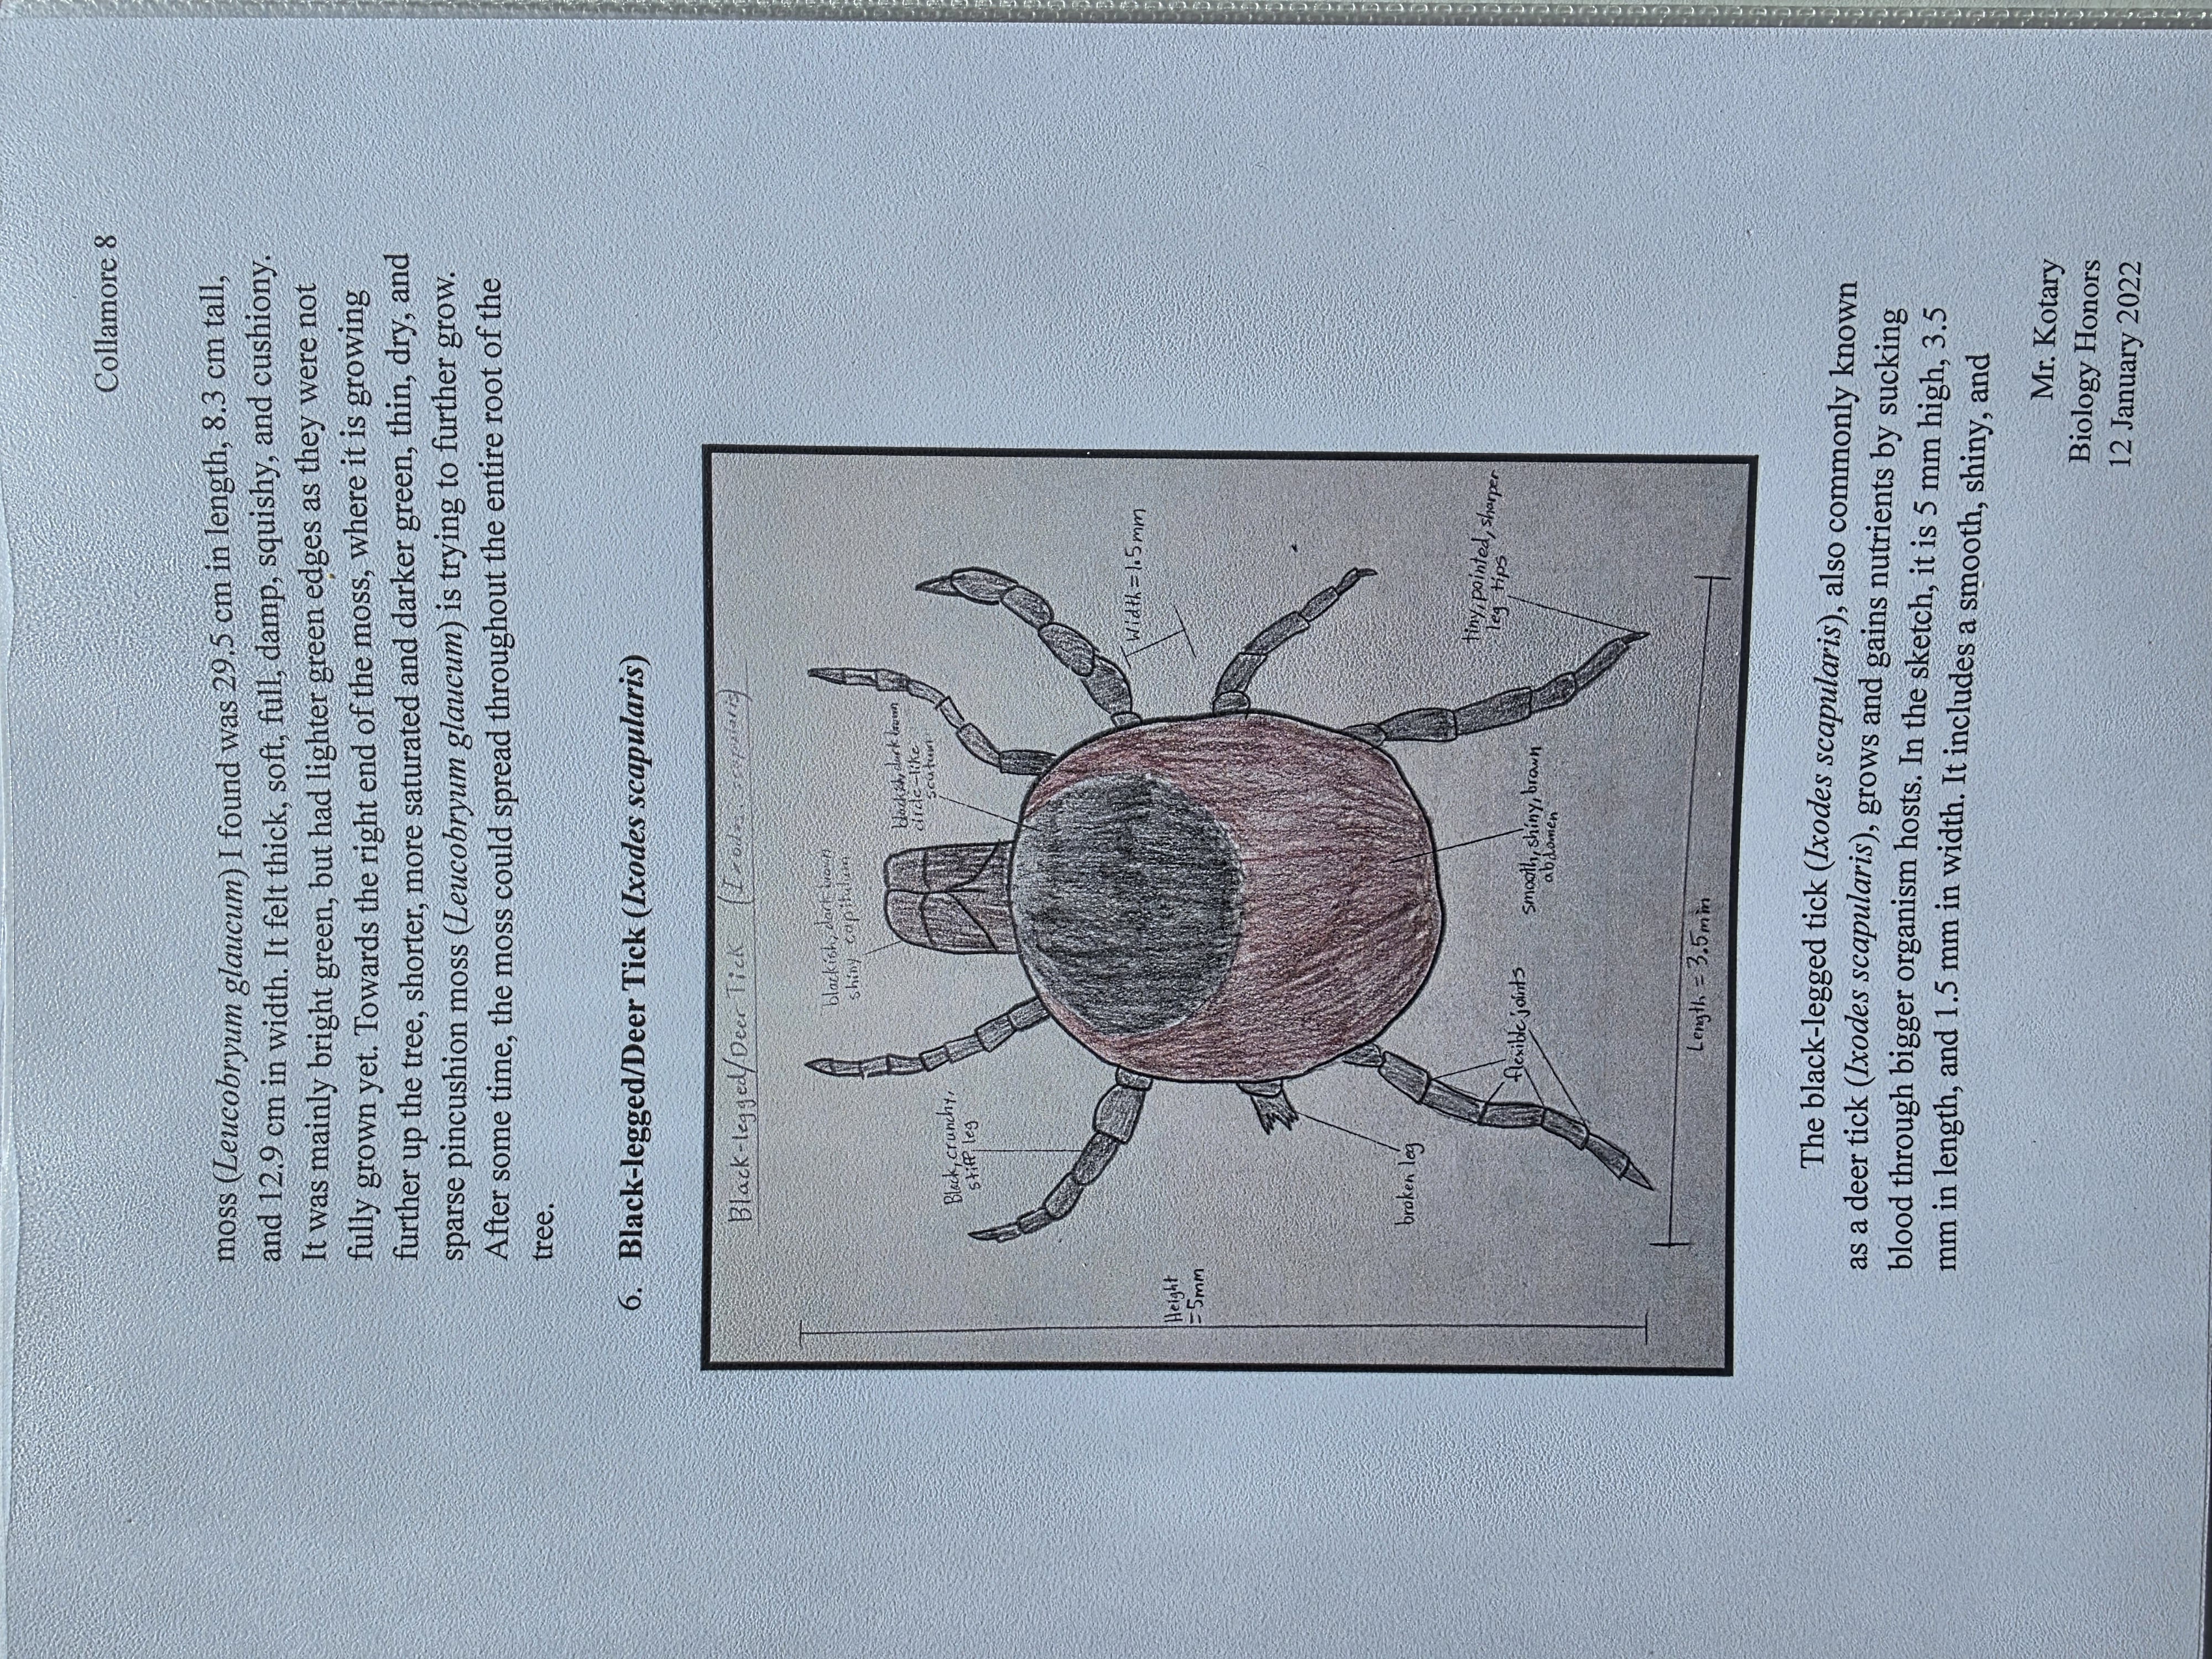 Collamore 8
moss (Leucobryum glaucum) I found was 29.5 cm in length, 8.3 cm tall,
and 12.9 cm in width. It felt thick, soft, full, damp, squishy, and cushiony.
It was mainly bright green, but had lighter green edges as they were not
fully grown yet. Towards the right end of the moss, where it is growing
further up the tree, shorter, more saturated and darker green, thin, dry, and
sparse pincushion moss (Leucobryum glaucum) is trying to further grow.
After some time, the moss could spread throughout the entire root of the
tree.
6. Black-legged/Deer Tick (Ixodes scapularis)
Black-legged/Deer Tick (Ixodes scapularis)
blackish, dark brown
shiny capitulum
blackish, dark brown
circle-like
scutum
Black, crunchy,
stiff leg
Width = 1.5mm
Height
= 5mm
broken leg
flexible joints
smooth, shiny, brown
abdomen
tiny, pointed, sharper
leg tips
Length = 3.5mm
The black-legged tick (Ixodes scapularis), also commonly known
as a deer tick (Ixodes scapularis), grows and gains nutrients by sucking
blood through bigger organism hosts. In the sketch, it is 5 mm high, 3.5
mm in length, and 1.5 mm in width. It includes a smooth, shiny, and
Mr. Kotary
Biology Honors
12 January 2022